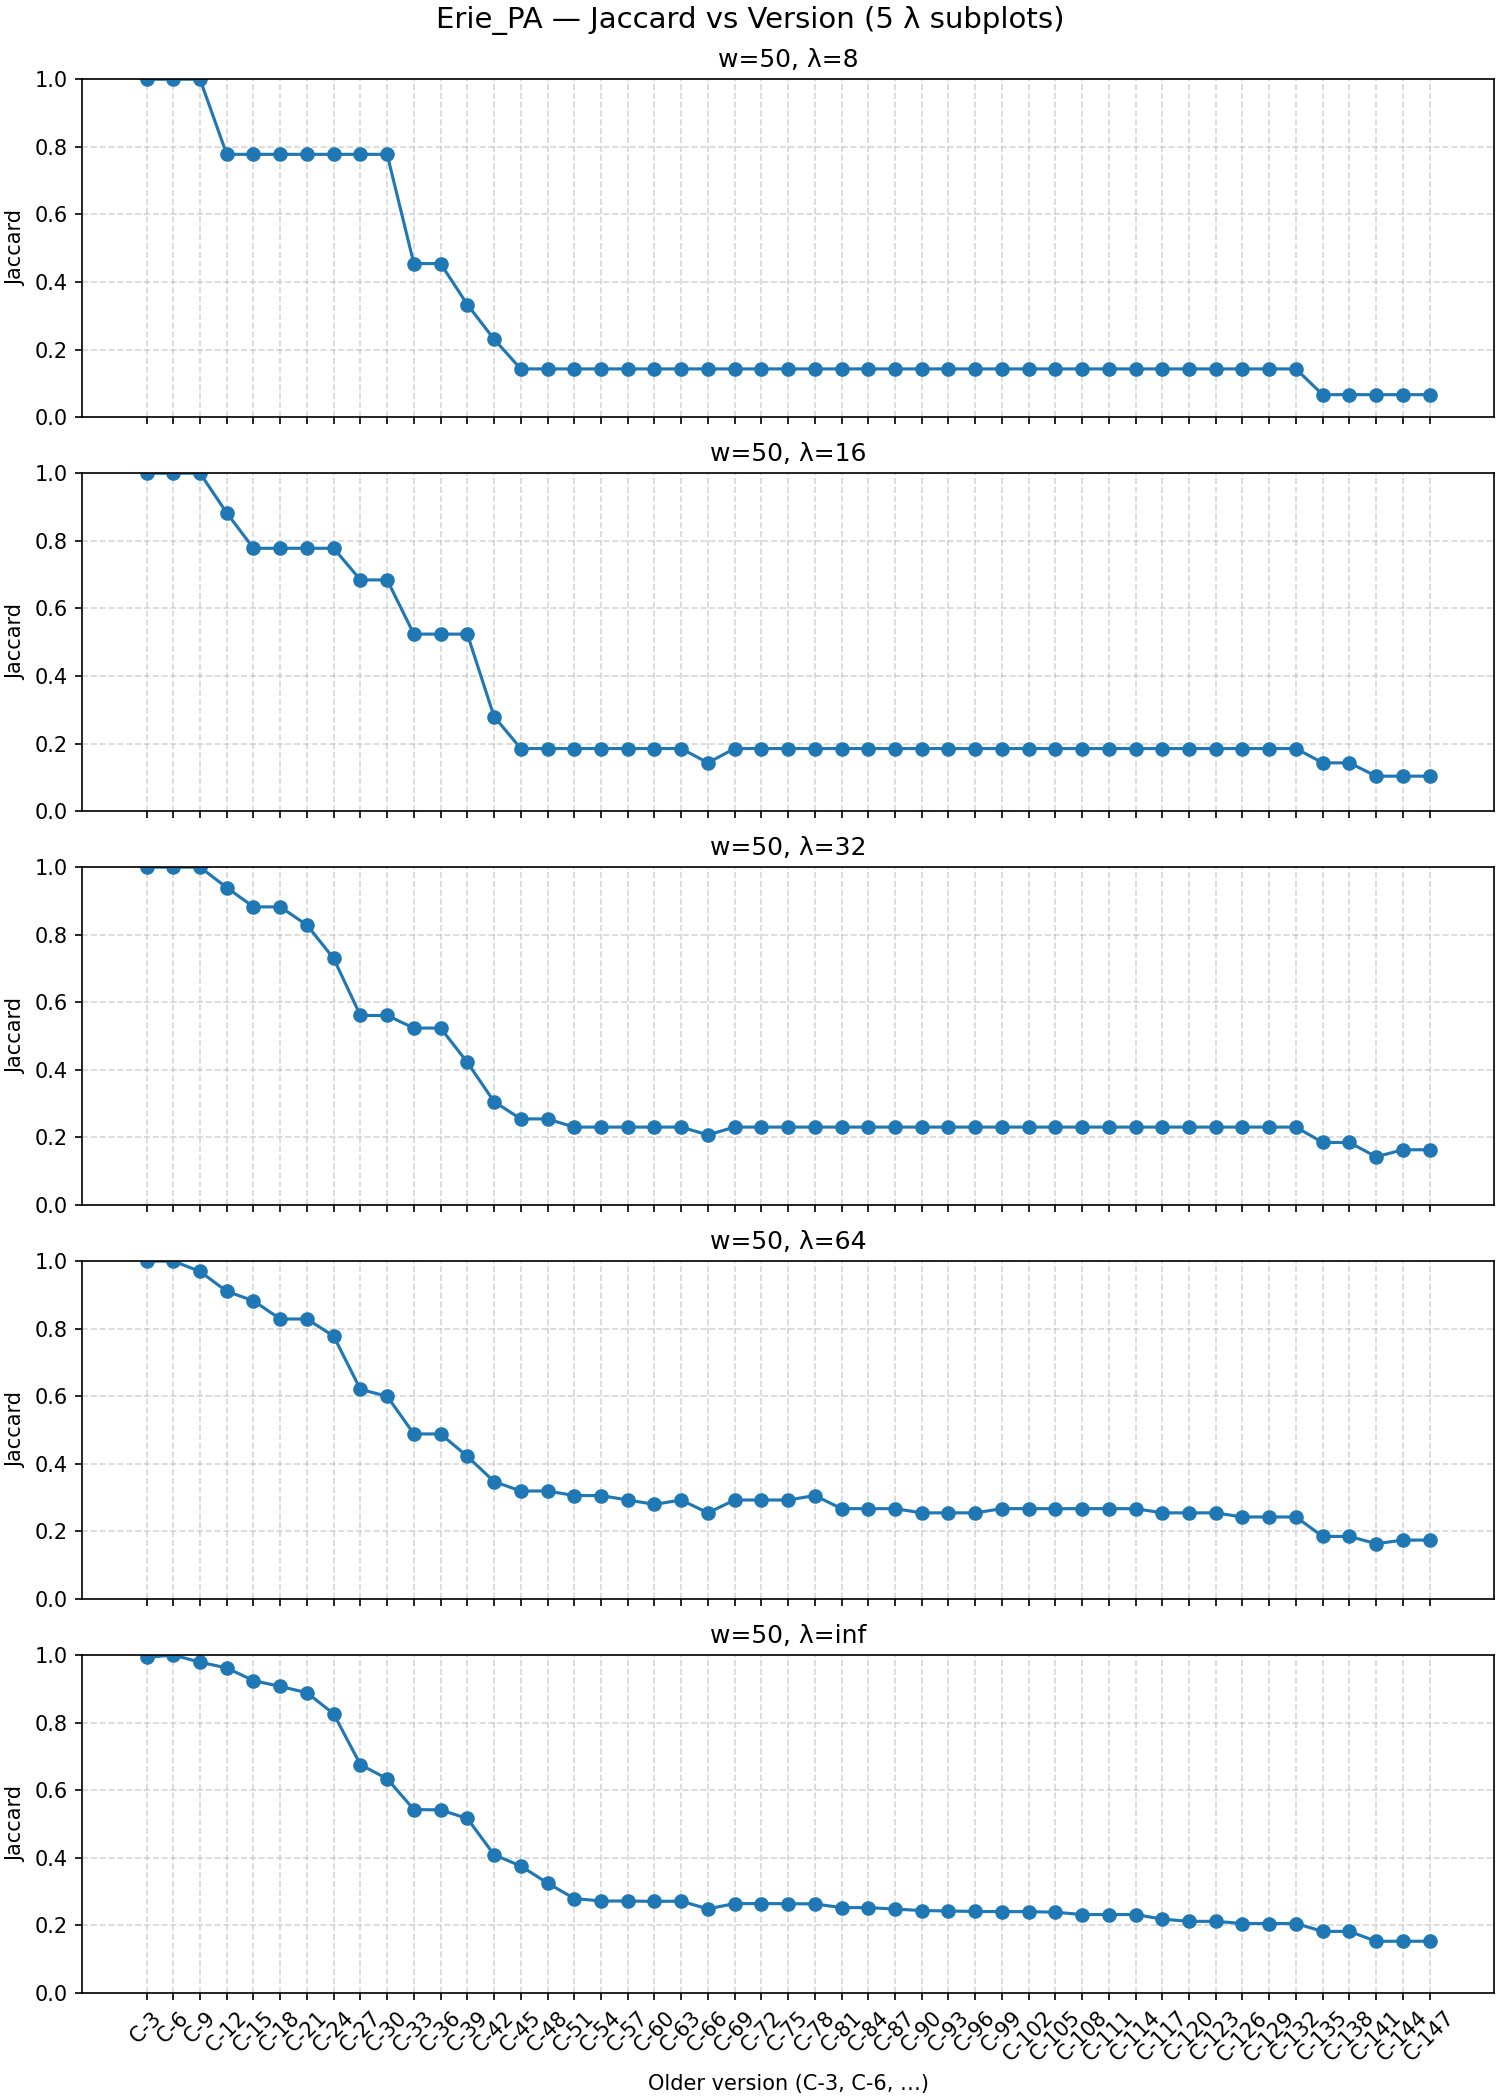 Erie_PA — Jaccard vs Version (5 λ subplots)
w=50, λ=8
1.0
0.8
0.6
0.4
0.2
0.0
Jaccard
w=50, λ=16
1.0
0.8
0.6
0.4
0.2
0.0
Jaccard
w=50, λ=32
1.0
0.8
0.6
0.4
0.2
0.0
Jaccard
w=50, λ=64
1.0
0.8
0.6
0.4
0.2
0.0
Jaccard
w=50, λ=inf
1.0
0.8
0.6
0.4
0.2
0.0
Jaccard
C-3
C-6
C-9
C-12
C-15
C-18
C-21
C-24
C-27
C-30
C-33
C-36
C-39
C-42
C-45
C-48
C-51
C-54
C-57
C-60
C-63
C-66
C-69
C-72
C-75
C-78
C-81
C-84
C-87
C-90
C-93
C-96
C-99
C-102
C-105
C-108
C-111
C-114
C-117
C-120
C-123
C-126
C-129
C-132
C-135
C-138
C-141
C-144
C-147
Older version (C-3, C-6, ...)